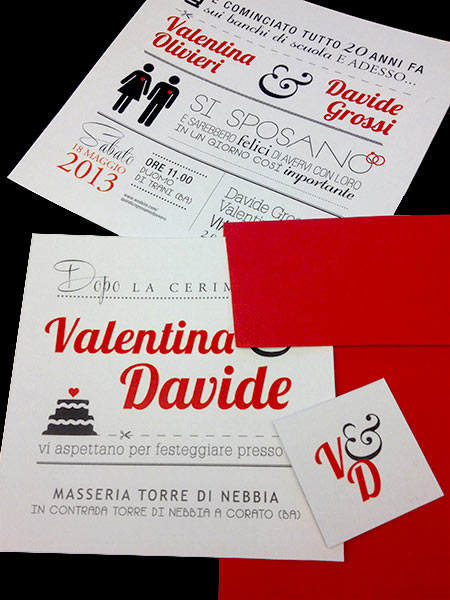 È COMINCIATO TUTTO 20 ANNI FA
sui banchi di scuola E ADESSO...
Valentina
Olivieri
&
Davide
Grossi
SI SPOSANO
E SAREBBERO felici DI AVERVI CON LORO
IN UN GIORNO COSÌ importante
Sabato
18 MAGGIO
2013
ORE 11.00
DUOMO
DI TRANI (BA)
Davide Gros
Valentin
VIA
Dopo LA CERIM
Valentina
&
Davide
vi aspettano per festeggiare presso
MASSERIA TORRE DI NEBBIA
IN CONTRADA TORRE DI NEBBIA A CORATO (BA)
V&D